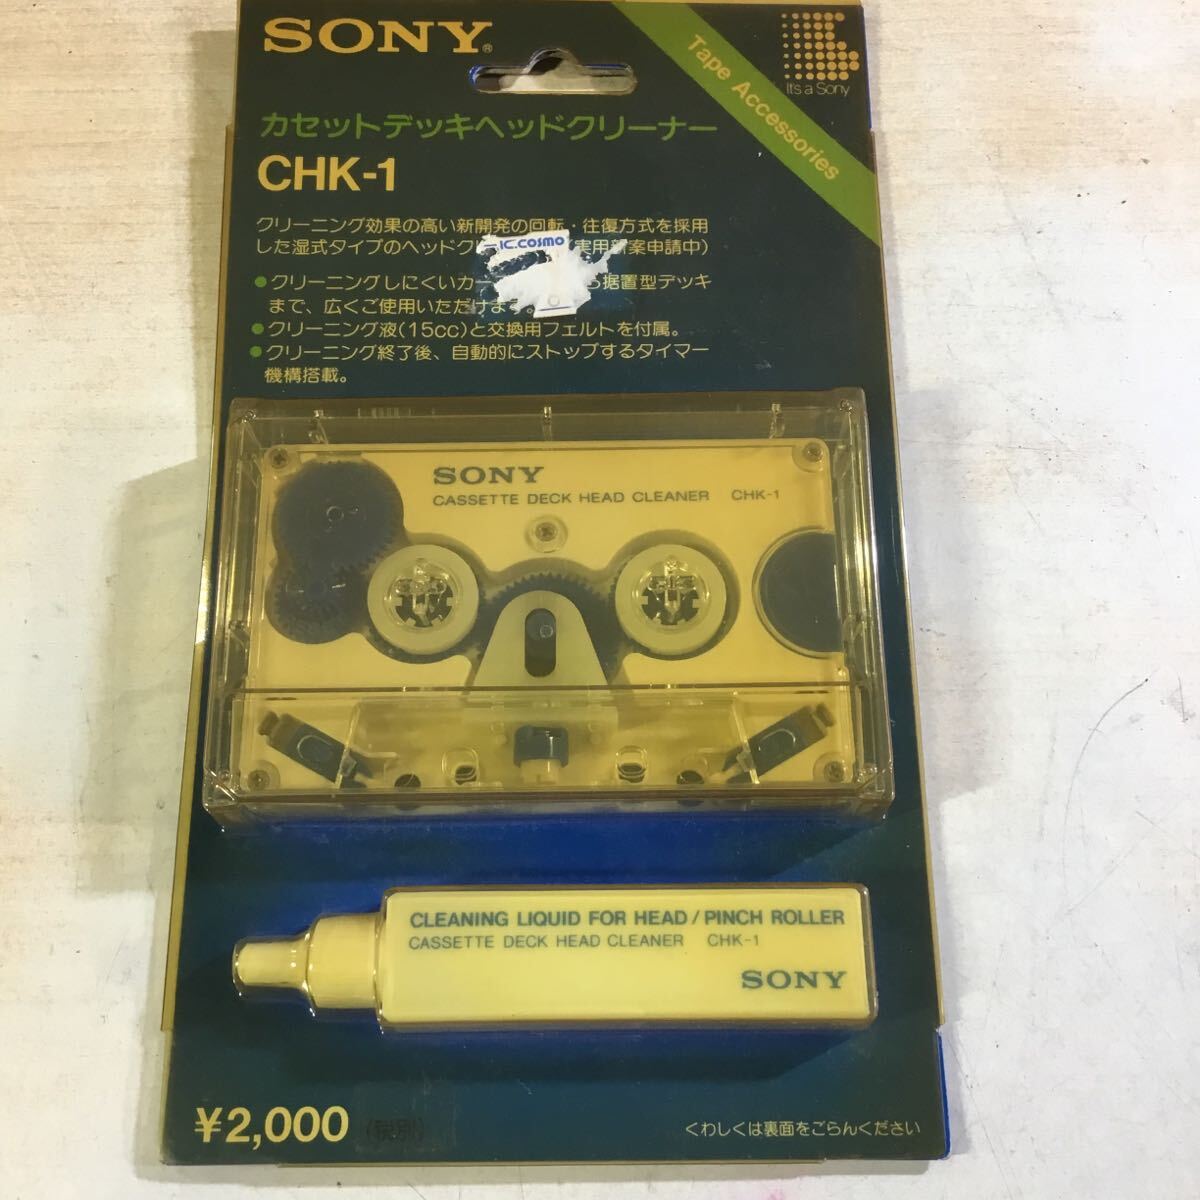 SONY®
Tape Accessories
It's a Sony
カセットデッキヘッドクリーナー
CHK-1
クリーニング効果の高い新開発の回転・往復方式を採用
した湿式タイプのヘッドク 実用新案申請中)
IC.COSMO
●クリーニングしにくいカー 据置型デッキ
まで、広くご使用いただけます。
●クリーニング液(15cc)と交換用フェルトを付属。
●クリーニング終了後、自動的にストップするタイマー
機構搭載。
SONY
CASSETTE DECK HEAD CLEANER CHK-1
CLEANING LIQUID FOR HEAD/PINCH ROLLER
CASSETTE DECK HEAD CLEANER CHK-1
SONY
¥2,000 (税別)
くわしくは裏面をごらんください